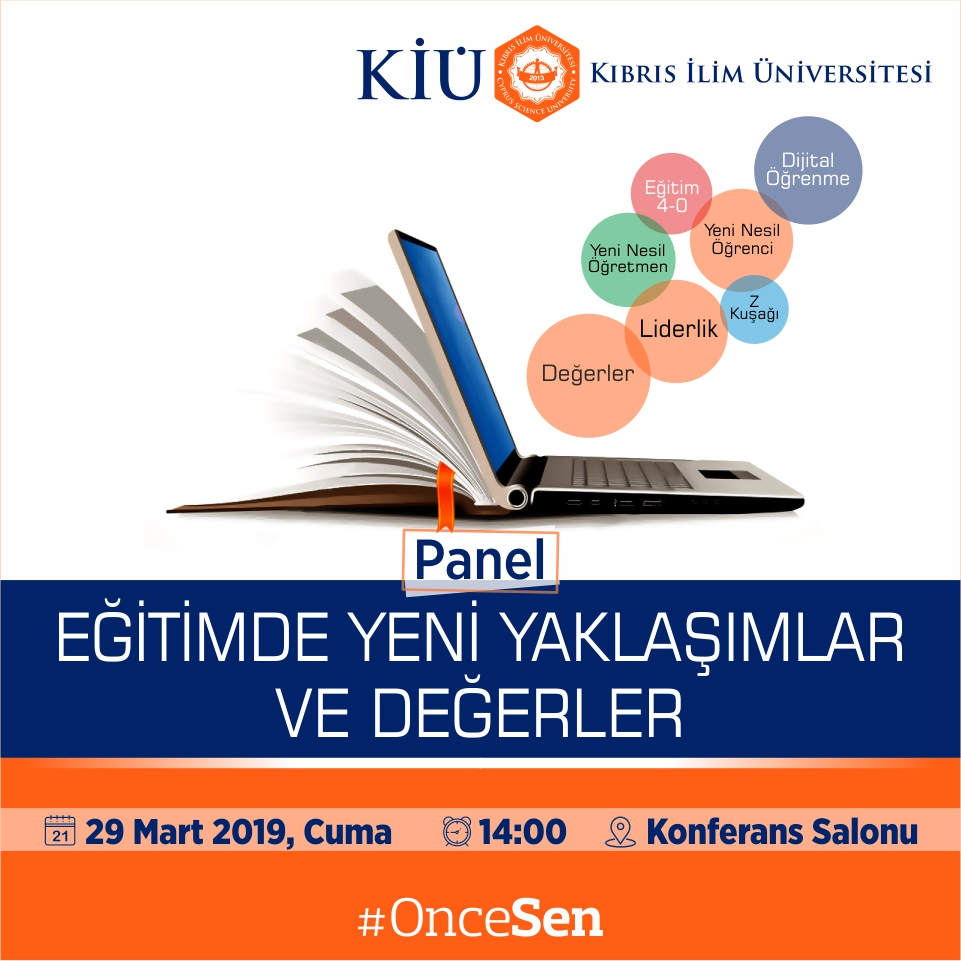 KİÜ
KIBRIS İLİM ÜNİVERSİTESİ
2013
CYPRUS SCIENCE UNIVERSITY
KIBRIS İLİM ÜNİVERSİTESİ
Dijital
Öğrenme
Eğitim
4-0
Yeni Nesil
Öğrenci
Yeni Nesil
Öğretmen
Z
Kuşağı
Liderlik
Değerler
Panel
EĞİTİMDE YENİ YAKLAŞIMLAR
VE DEĞERLER
21
29 Mart 2019, Cuma
14:00
Konferans Salonu
#OnceSen